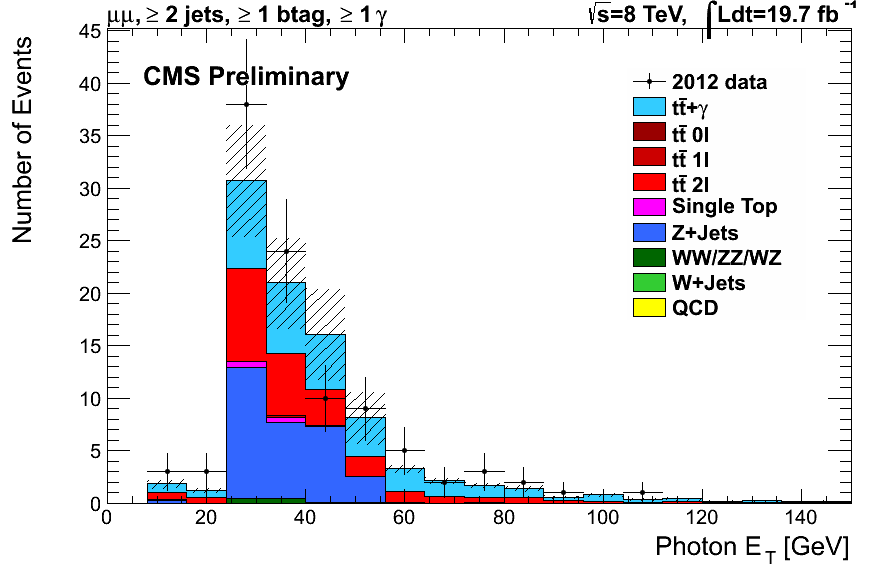 μμ, ≥ 2 jets, ≥ 1 btag, ≥ 1 γ
√s=8 TeV, ∫Ldt=19.7 fb⁻¹
CMS Preliminary
Number of Events
45
40
35
30
25
20
15
10
5
0
2012 data
tt̄+γ
tt̄ 0l
tt̄ 1l
tt̄ 2l
Single Top
Z+Jets
WW/ZZ/WZ
W+Jets
QCD
0 20 40 60 80 100 120 140
Photon E_T [GeV]